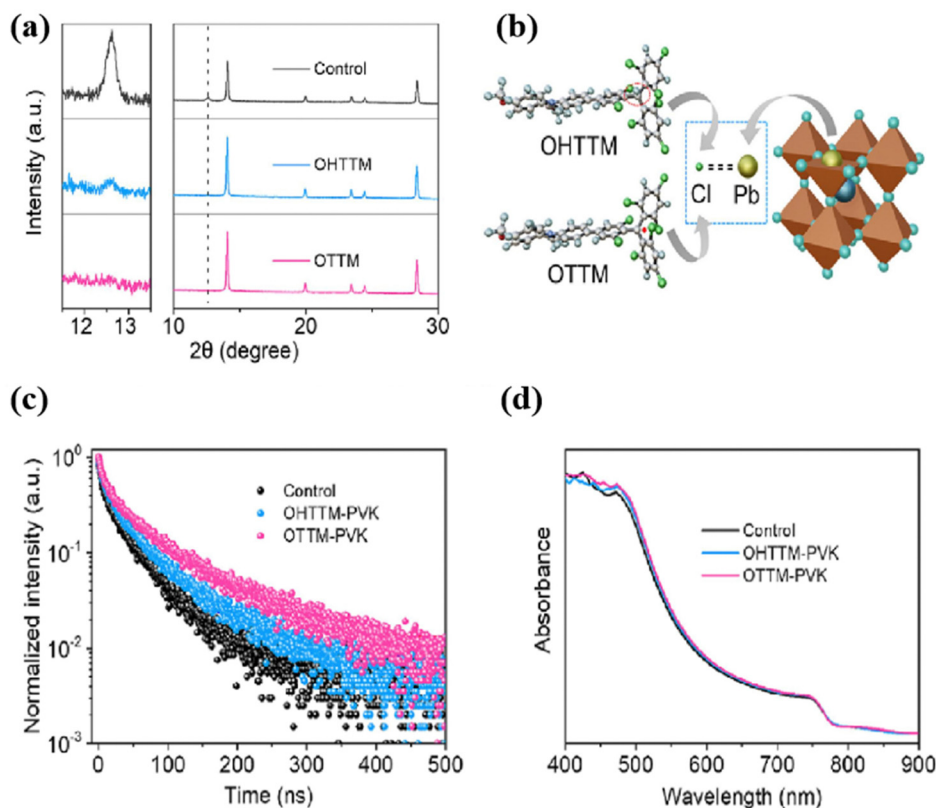 (a)
Intensity (a.u.)
Control
OHTTM
OTTM
12 13 10 20 30
2θ (degree)
(b)
OHTTM
Cl Pb
OTTM
(c)
Normalized intensity (a.u.)
10^0
10^-1
10^-2
10^-3
Control
OHTTM-PVK
OTTM-PVK
0 100 200 300 400 500
Time (ns)
(d)
Absorbance
Control
OHTTM-PVK
OTTM-PVK
400 500 600 700 800 900
Wavelength (nm)